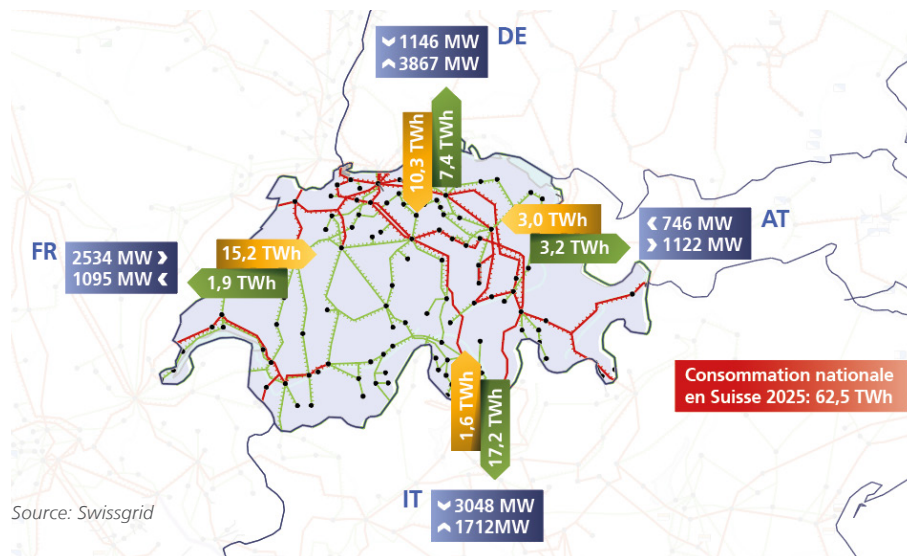 DE
1146 MW
3867 MW
10,3 TWh
7,4 TWh
3,0 TWh
3,2 TWh
746 MW
1122 MW
AT
FR
2534 MW
1095 MW
15,2 TWh
1,9 TWh
Consommation nationale
en Suisse 2025: 62,5 TWh
1,6 TWh
17,2 TWh
IT
3048 MW
1712MW
Source: Swissgrid